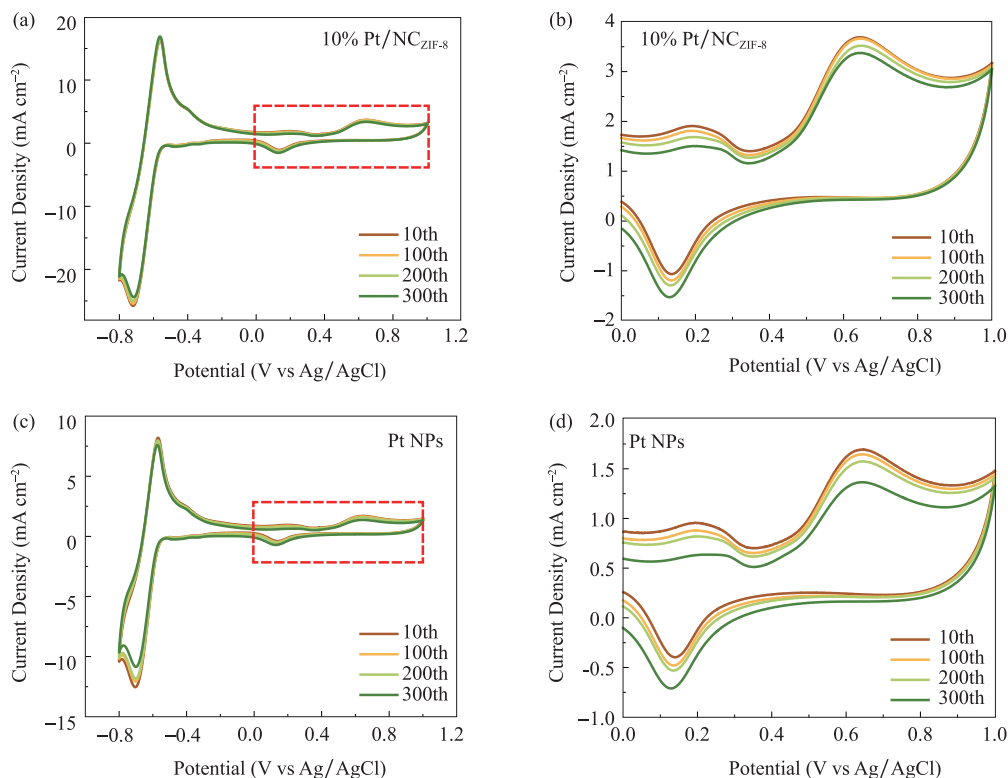 (a)
10% Pt/NCZIF-8
20
10
0
−10
−20
Current Density (mA cm−2)
10th
100th
200th
300th
−0.8
−0.4
0.0
0.4
0.8
1.2
Potential (V vs Ag/AgCl)
(b)
10% Pt/NCZIF-8
4
3
2
1
0
−1
−2
Current Density (mA cm−2)
10th
100th
200th
300th
0.0
0.2
0.4
0.6
0.8
1.0
Potential (V vs Ag/AgCl)
(c)
Pt NPs
10
5
0
−5
−10
−15
Current Density (mA cm−2)
10th
100th
200th
300th
−0.8
−0.4
0.0
0.4
0.8
1.2
Potential (V vs Ag/AgCl)
(d)
Pt NPs
2.0
1.5
1.0
0.5
0.0
−0.5
−1.0
Current Density (mA cm−2)
10th
100th
200th
300th
0.0
0.2
0.4
0.6
0.8
1.0
Potential (V vs Ag/AgCl)